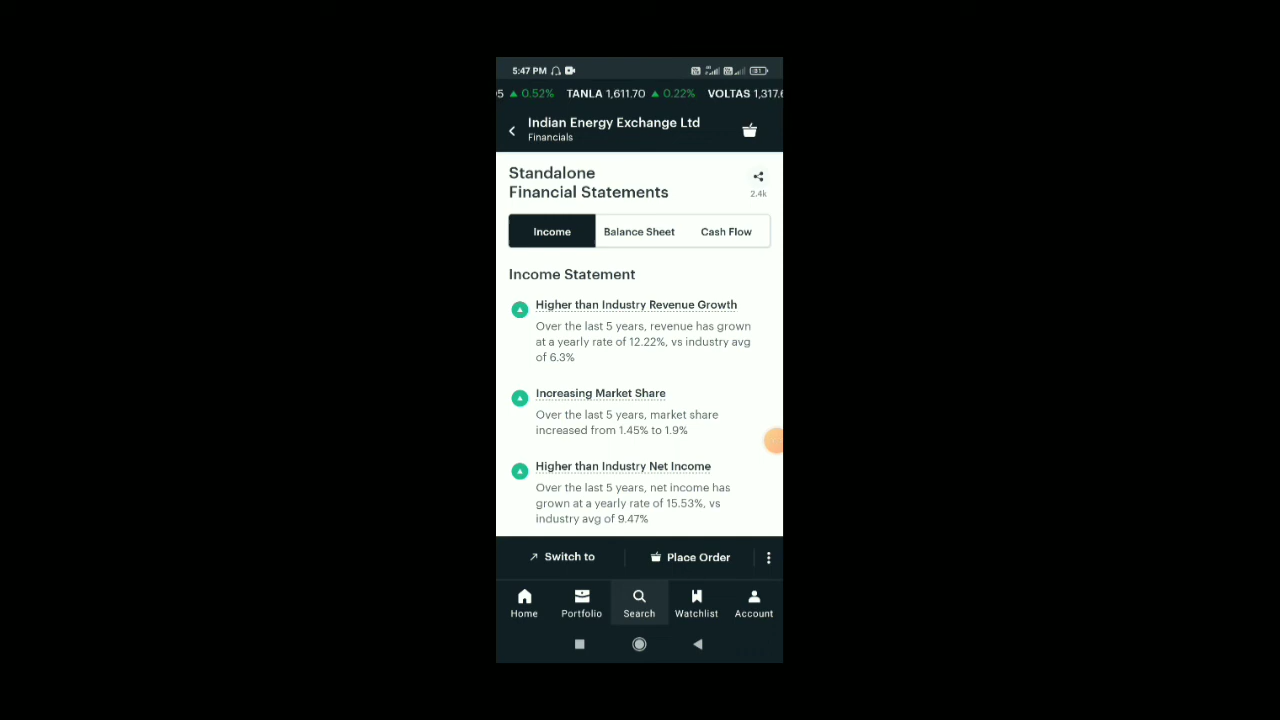 5:47 PM
5 0.52% TANLA 1,611.70 0.22% VOLTAS 1,317.6
Indian Energy Exchange Ltd
Financials
Standalone
Financial Statements
2.4k
Income Balance Sheet Cash Flow
Income Statement
Higher than Industry Revenue Growth
Over the last 5 years, revenue has grown
at a yearly rate of 12.22%, vs industry avg
of 6.3%
Increasing Market Share
Over the last 5 years, market share
increased from 1.45% to 1.9%
Higher than Industry Net Income
Over the last 5 years, net income has
grown at a yearly rate of 15.53%, vs
industry avg of 9.47%
Switch to Place Order
Home Portfolio Search Watchlist Account